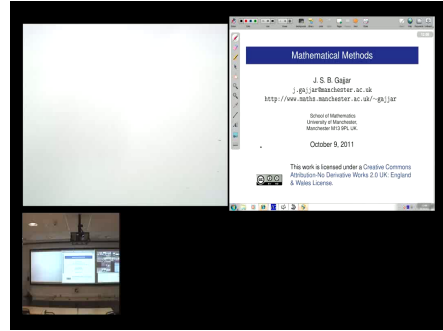 Mathematical Methods
J. S. B. Gajjar
j.gajjar@manchester.ac.uk
http://www.maths.manchester.ac.uk/~gajjar
School of Mathematics
University of Manchester,
Manchester M13 9PL UK.
October 9, 2011
This work is licensed under a Creative Commons
Attribution-No Derivative Works 2.0 UK: England
& Wales License.